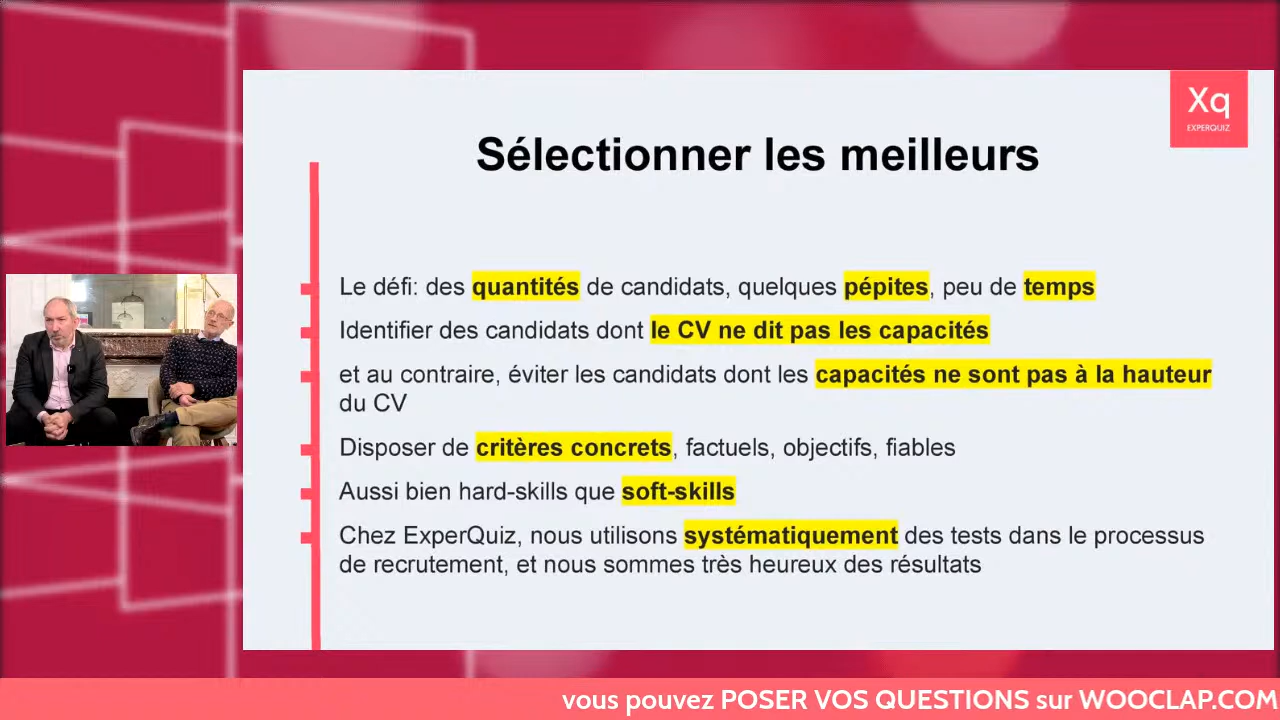 Xq
EXPERQUIZ
Sélectionner les meilleurs
Le défi: des quantités de candidats, quelques pépites, peu de temps
Identifier des candidats dont le CV ne dit pas les capacités
et au contraire, éviter les candidats dont les capacités ne sont pas à la hauteur
du CV
Disposer de critères concrets, factuels, objectifs, fiables
Aussi bien hard-skills que soft-skills
Chez ExperQuiz, nous utilisons systématiquement des tests dans le processus
de recrutement, et nous sommes très heureux des résultats
vous pouvez POSER VOS QUESTIONS sur WOOCLAP.COM